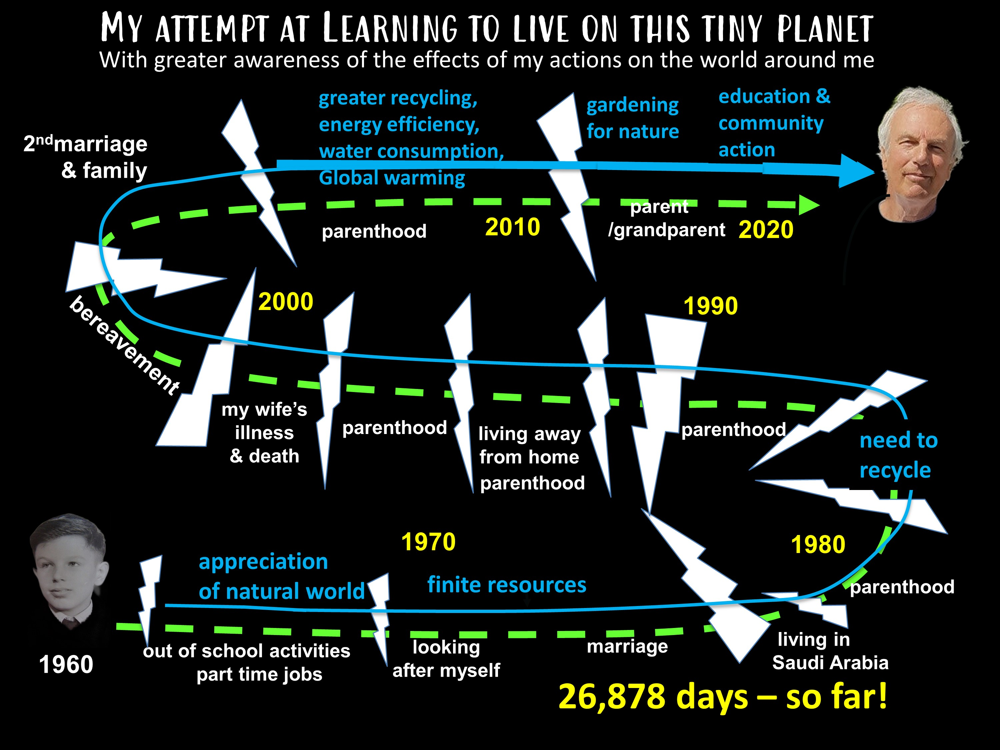 My attempt at Learning to live on this tiny planet
With greater awareness of the effects of my actions on the world around me
greater recycling,
energy efficiency,
water consumption,
Global warming
gardening
for nature
education &
community
action
2ndmarriage
& family
parenthood
2010
parent
/grandparent
2020
bereavement
2000
1990
my wife's
illness
& death
parenthood
living away
from home
parenthood
parenthood
need to
recycle
1970
1980
appreciation
of natural world
finite resources
parenthood
1960
out of school activities
part time jobs
looking
after myself
marriage
living in
Saudi Arabia
26,878 days – so far!